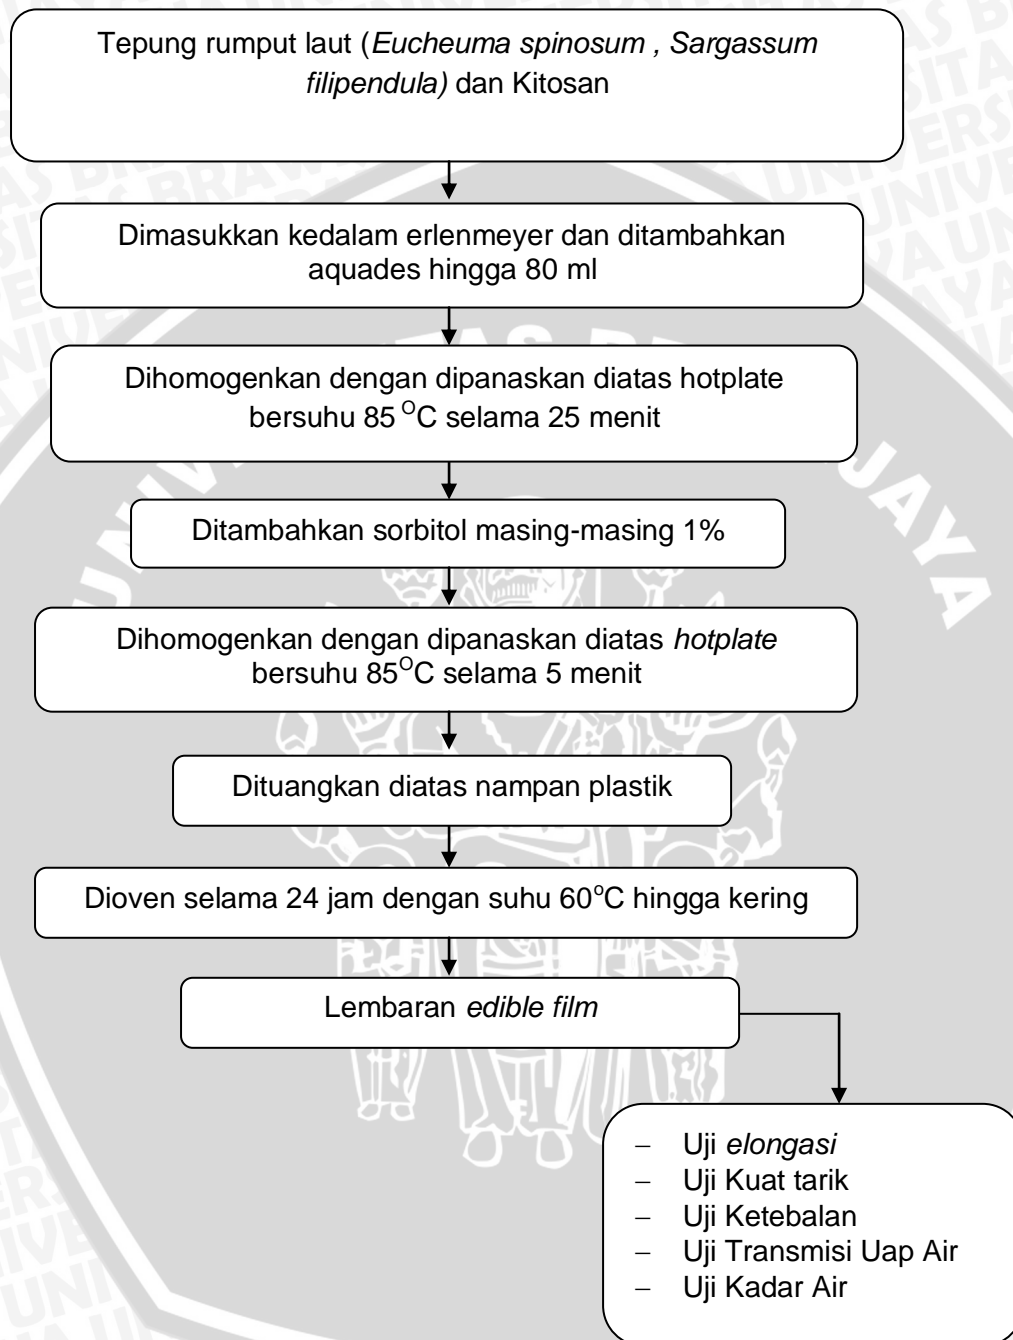 Tepung rumput laut (Eucheuma spinosum , Sargassum
filipendula) dan Kitosan
Dimasukkan kedalam erlenmeyer dan ditambahkan
aquades hingga 80 ml
Dihomogenkan dengan dipanaskan diatas hotplate
bersuhu 85 ᴼC selama 25 menit
Ditambahkan sorbitol masing-masing 1%
Dihomogenkan dengan dipanaskan diatas hotplate
bersuhu 85ᴼC selama 5 menit
Dituangkan diatas nampan plastik
Dioven selama 24 jam dengan suhu 60°C hingga kering
Lembaran edible film
– Uji elongasi
– Uji Kuat tarik
– Uji Ketebalan
– Uji Transmisi Uap Air
– Uji Kadar Air